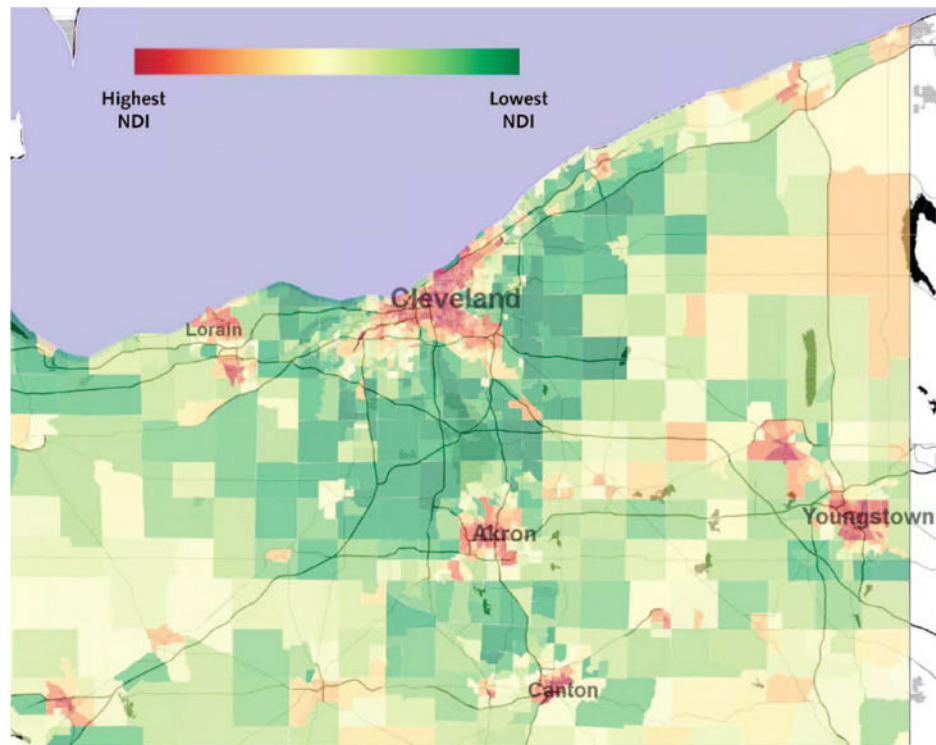 Highest
NDI
Lowest
NDI
Cleveland
Lorain
Akron
Youngstown
Canton